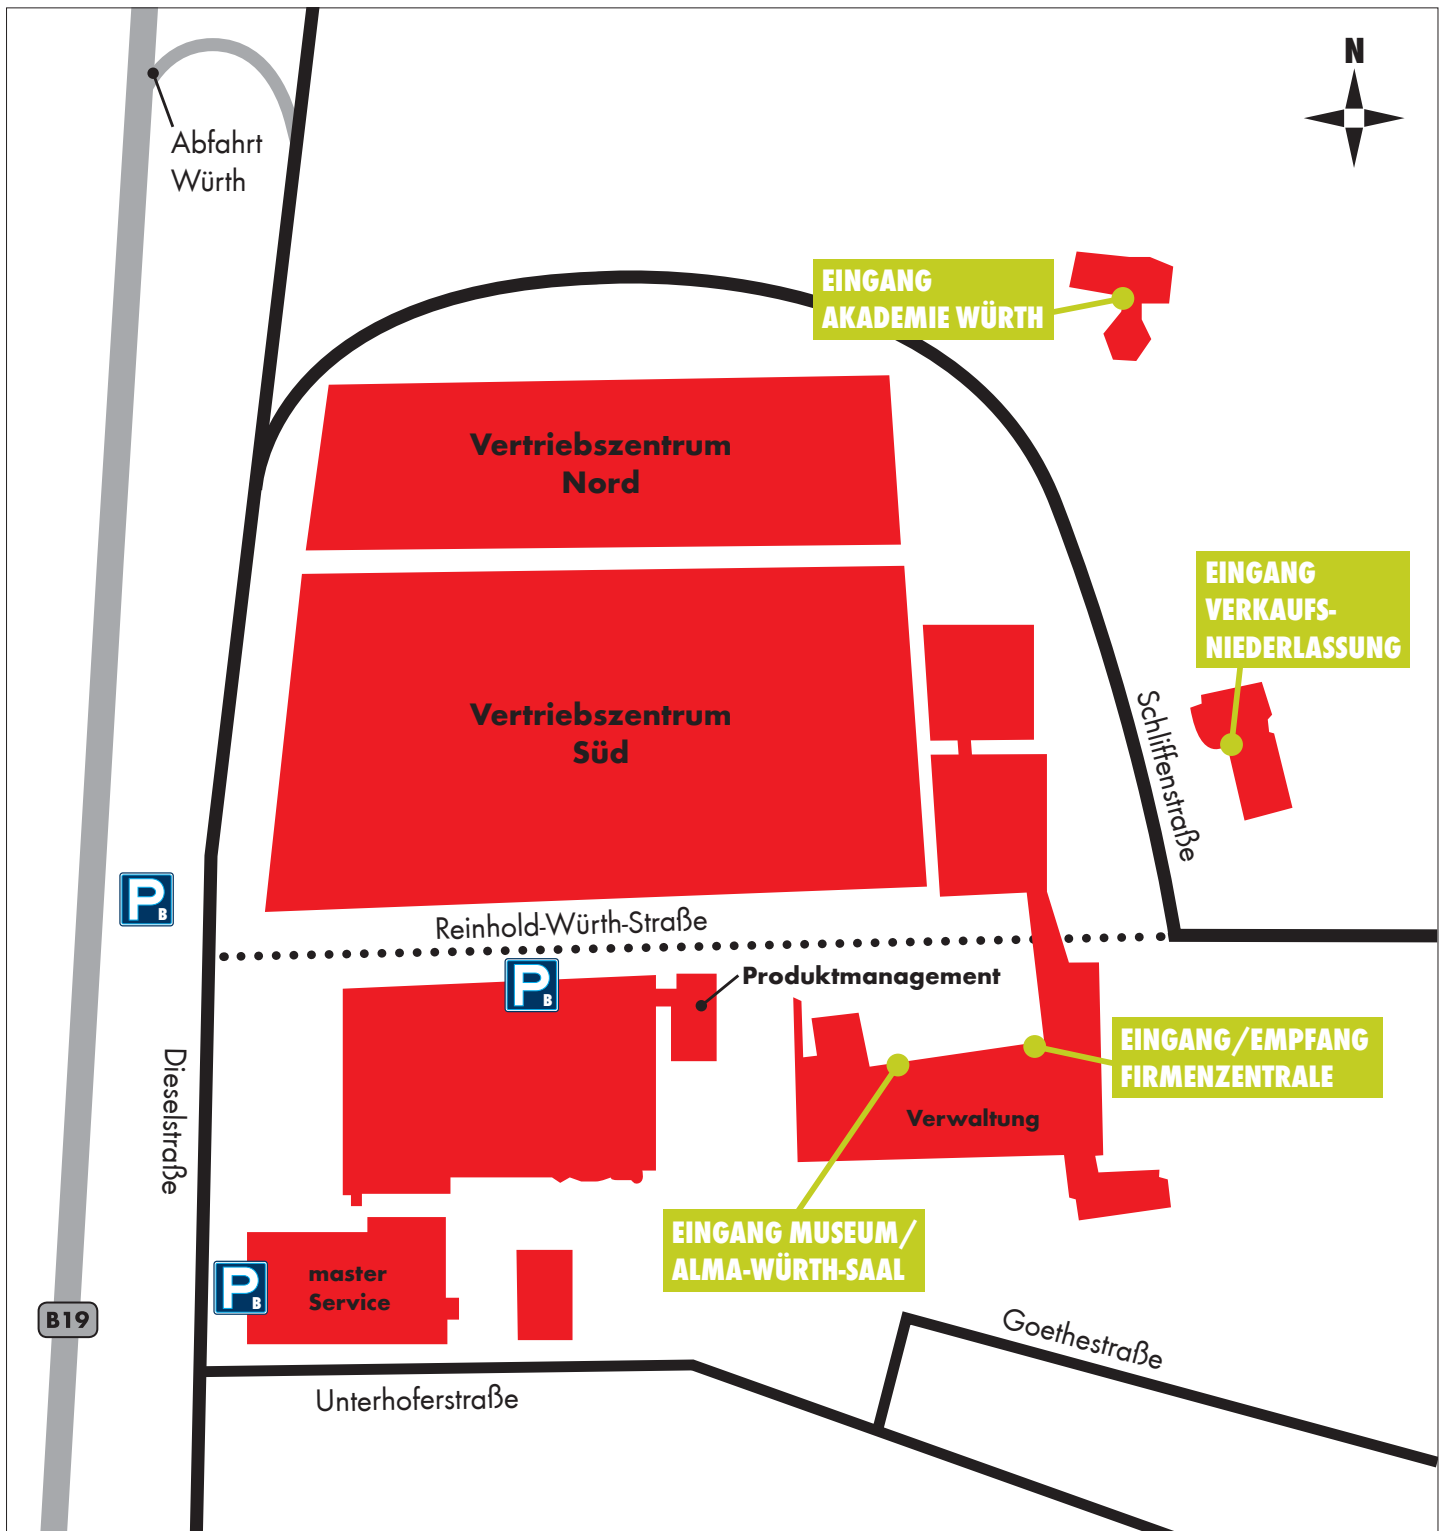 N
Abfahrt
Würth
EINGANG
AKADEMIE WÜRTH
Vertriebszentrum
Nord
EINGANG
VERKAUFS-
NIEDERLASSUNG
Vertriebszentrum
Süd
Schliffenstraße
P
B
Reinhold-Würth-Straße
P
B
Produktmanagement
EINGANG/EMPFANG
FIRMENZENTRALE
Dieselstraße
Verwaltung
EINGANG MUSEUM/
ALMA-WÜRTH-SAAL
P
B
master
Service
B19
Goethestraße
Unterhoferstraße